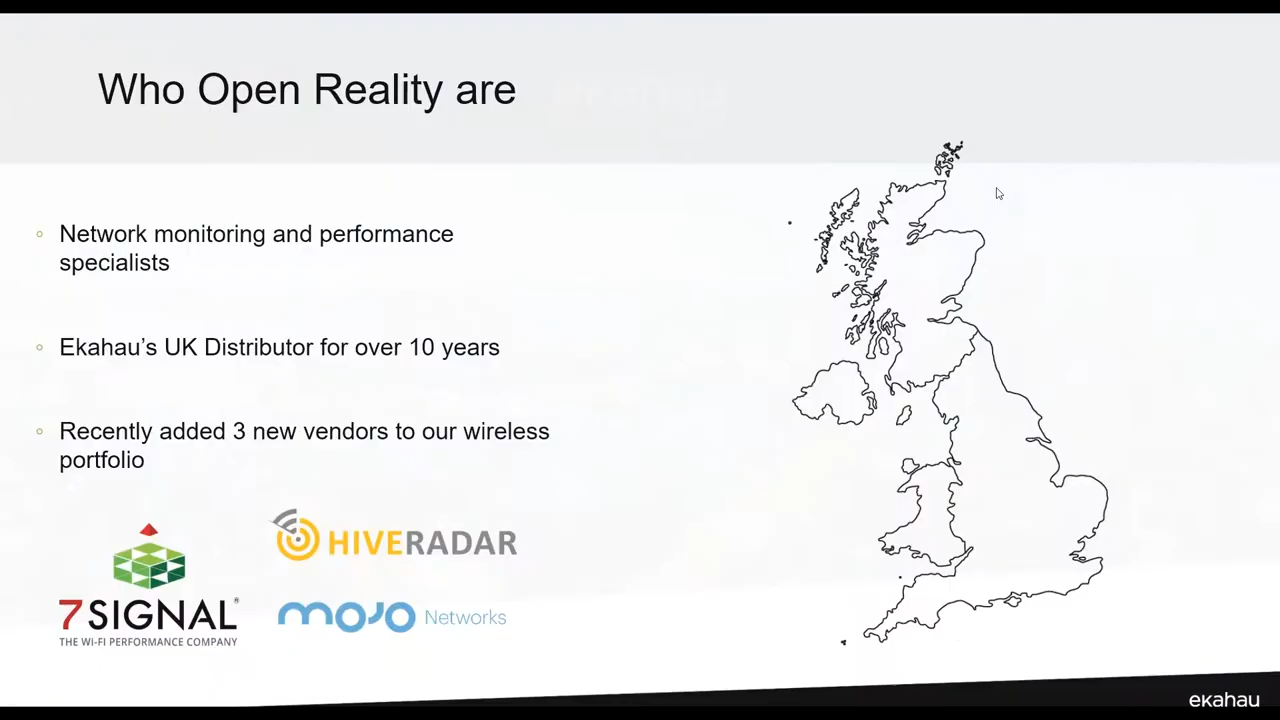 Who Open Reality are
Network monitoring and performance
specialists
Ekahau’s UK Distributor for over 10 years
Recently added 3 new vendors to our wireless
portfolio
HIVERADAR
7SIGNAL®
THE WI-FI PERFORMANCE COMPANY
mojo Networks
ekahau